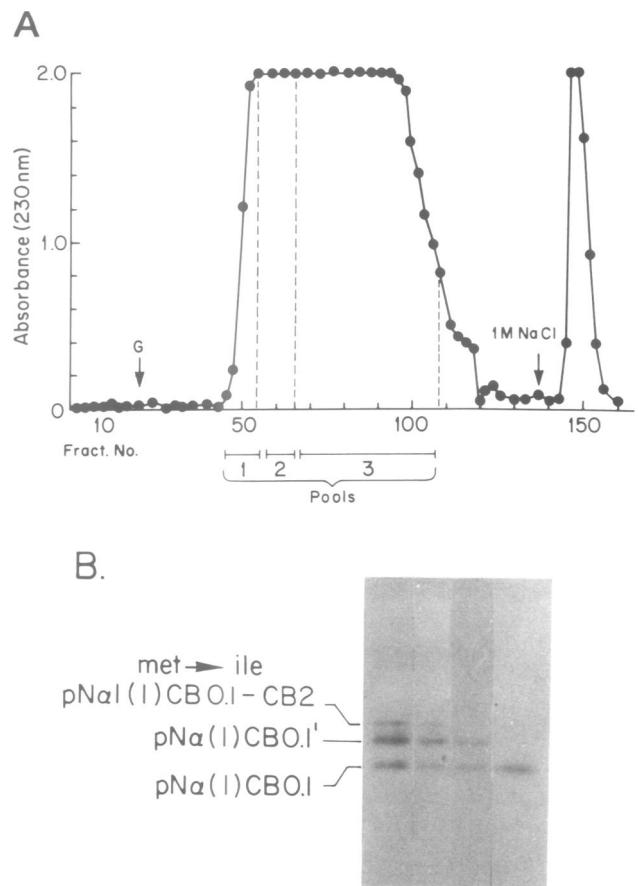 A
2.0
1.0
0
Absorbance (230nm)
G
1M NaCl
10
50
100
150
Fract. No.
1
2
3
Pools
B.
met → ile
pNαI(I)CB0.1-CB2
pNα(I)CB0.1'
pNα(I)CB0.1